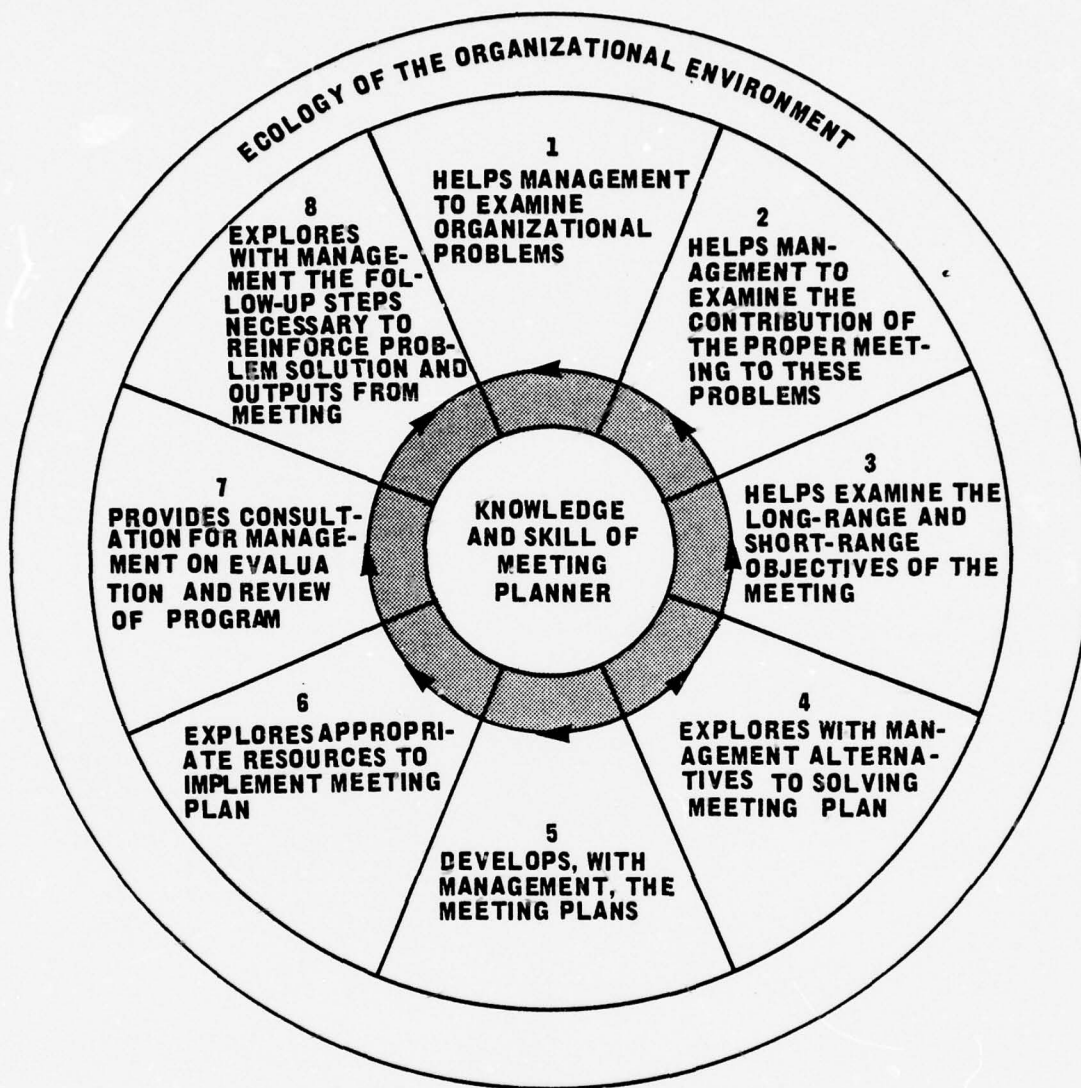 ECOLOGY OF THE ORGANIZATIONAL ENVIRONMENT
1
HELPS MANAGEMENT
TO EXAMINE
ORGANIZATIONAL
PROBLEMS
2
HELPS MAN-
AGEMENT TO
EXAMINE THE
CONTRIBUTION OF
THE PROPER MEET-
ING TO THESE
PROBLEMS
3
HELPS EXAMINE THE
LONG-RANGE AND
SHORT-RANGE
OBJECTIVES OF THE
MEETING
4
EXPLORES WITH MAN-
AGEMENT ALTERNA-
TIVES TO SOLVING
MEETING PLAN
5
DEVELOPS, WITH
MANAGEMENT, THE
MEETING PLANS
6
EXPLORES APPROPRI-
ATE RESOURCES TO
IMPLEMENT MEETING
PLAN
7
PROVIDES CONSULT-
ATION FOR MANAGE-
MENT ON EVALUA
TION AND REVIEW
OF PROGRAM
8
EXPLORES
WITH MANAGE-
MENT THE FOL-
LOW-UP STEPS
NECESSARY TO
REINFORCE PROB-
LEM SOLUTION AND
OUTPUTS FROM
MEETING
KNOWLEDGE
AND SKILL OF
MEETING
PLANNER